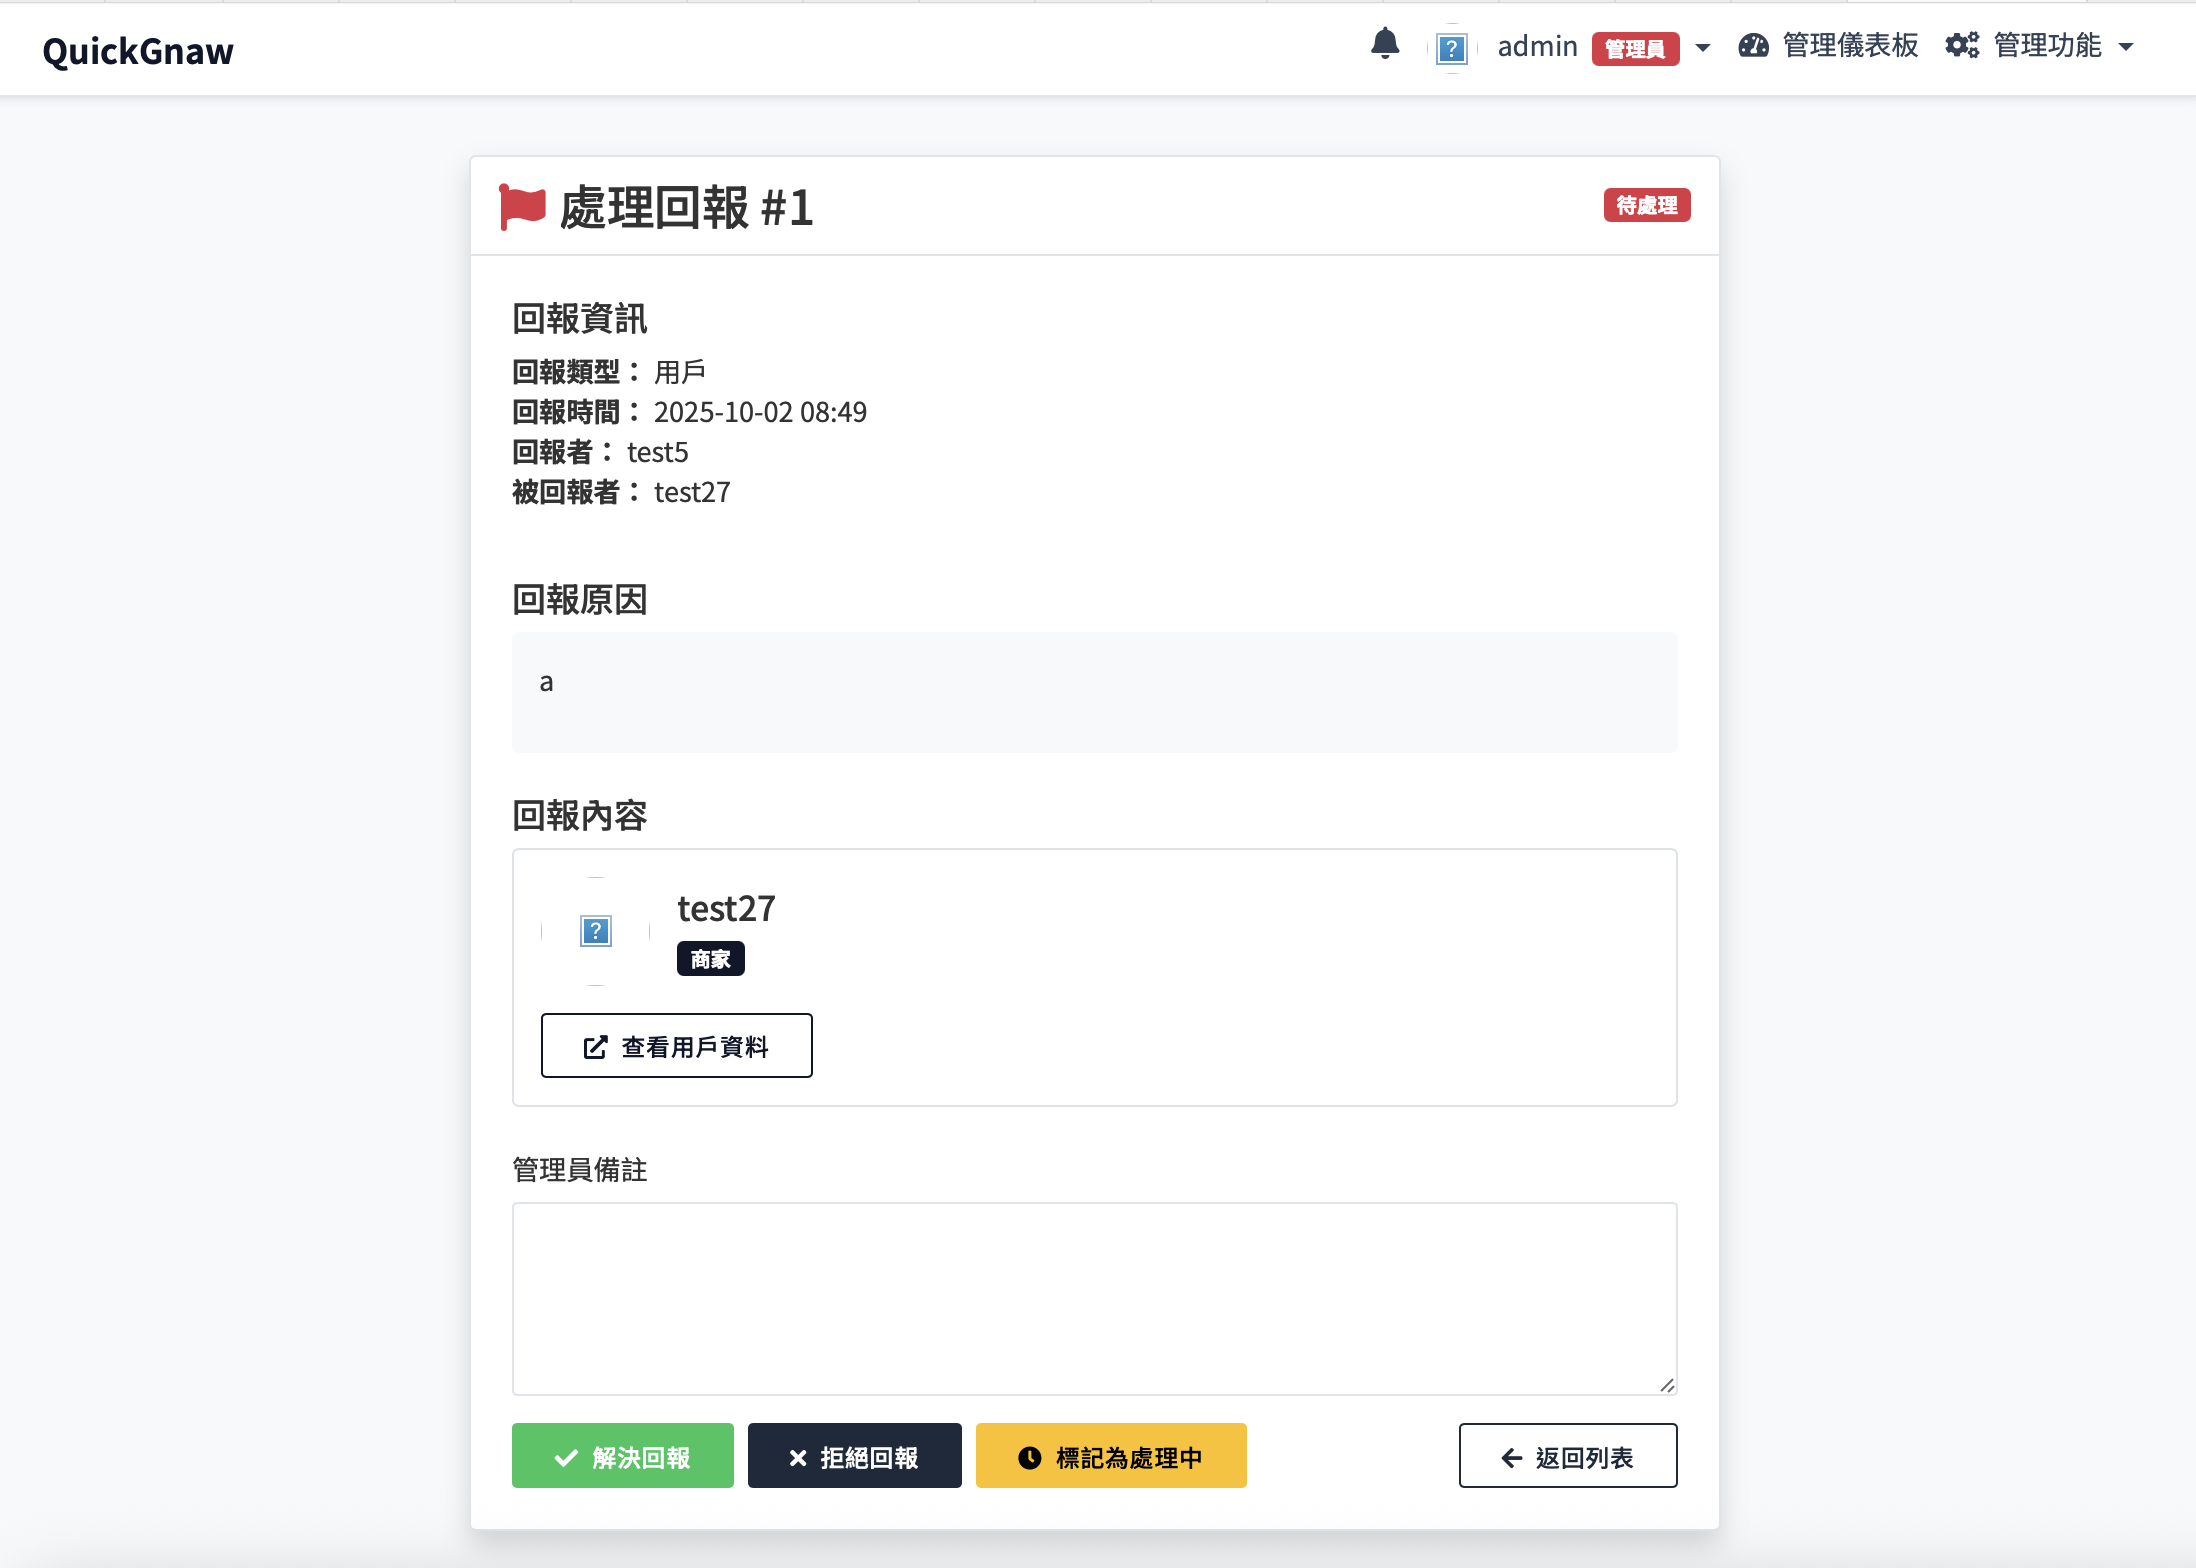 QuickGnaw
admin 管理員 管理儀表板 管理功能
處理回報 #1
待處理
回報資訊
回報類型： 用戶
回報時間： 2025-10-02 08:49
回報者： test5
被回報者： test27
回報原因
a
回報內容
test27
商家
查看用戶資料
管理員備註
解決回報 拒絕回報 標記為處理中 返回列表